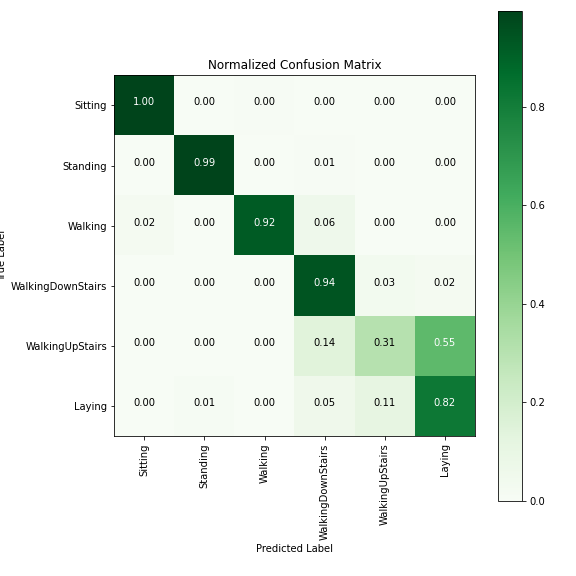 Normalized Confusion Matrix
Sitting 1.00 0.00 0.00 0.00 0.00 0.00
Standing 0.00 0.99 0.00 0.01 0.00 0.00
Walking 0.02 0.00 0.92 0.06 0.00 0.00
WalkingDownStairs 0.00 0.00 0.00 0.94 0.03 0.02
WalkingUpStairs 0.00 0.00 0.00 0.14 0.31 0.55
Laying 0.00 0.01 0.00 0.05 0.11 0.82
Sitting
Standing
Walking
WalkingDownStairs
WalkingUpStairs
Laying
Predicted Label
True Label
0.8
0.6
0.4
0.2
0.0